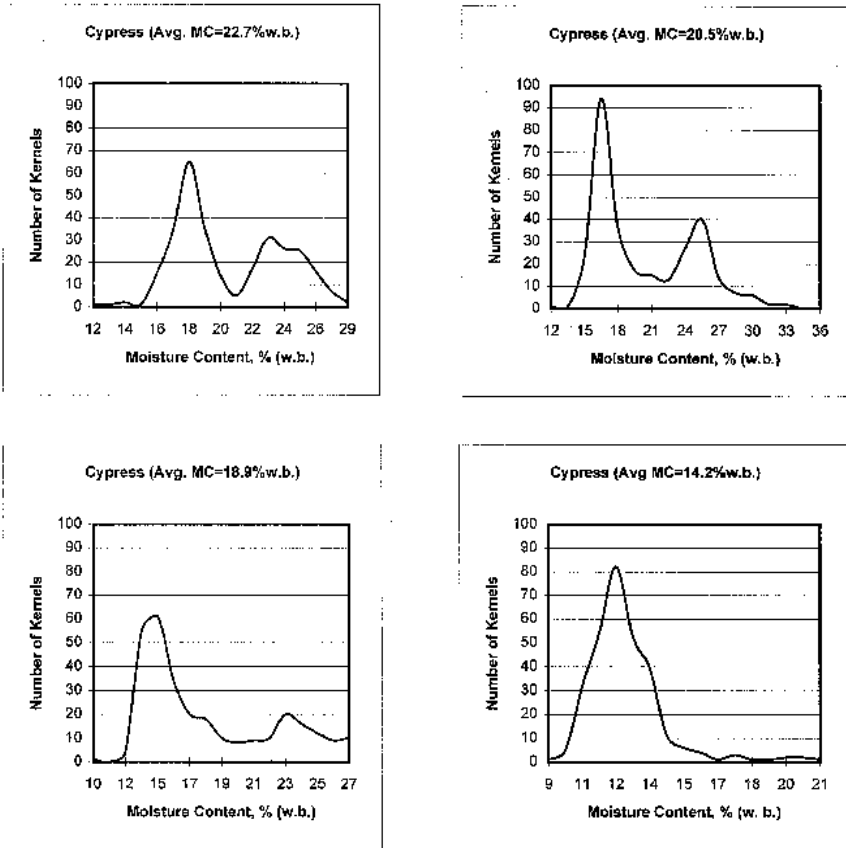 Cypress (Avg. MC=22.7%w.b.)
Number of Kernels
100
90
80
70
60
50
40
30
20
10
0
12 14 16 18 20 22 24 26 29
Moisture Content, % (w.b.)
Cypress (Avg. MC=20.5%w.b.)
Number of Kernels
100
90
80
70
60
50
40
30
20
10
0
12 15 18 21 24 27 30 33 36
Moisture Content, % (w.b.)
Cypress (Avg. MC=18.9%w.b.)
Number of Kernels
100
90
80
70
60
50
40
30
20
10
0
10 12 15 17 19 21 23 25 27
Moisture Content, % (w.b.)
Cypress (Avg MC=14.2%w.b.)
Number of Kernels
100
90
80
70
60
50
40
30
20
10
0
9 11 12 14 15 17 18 20 21
Moisture Content, % (w. b.)